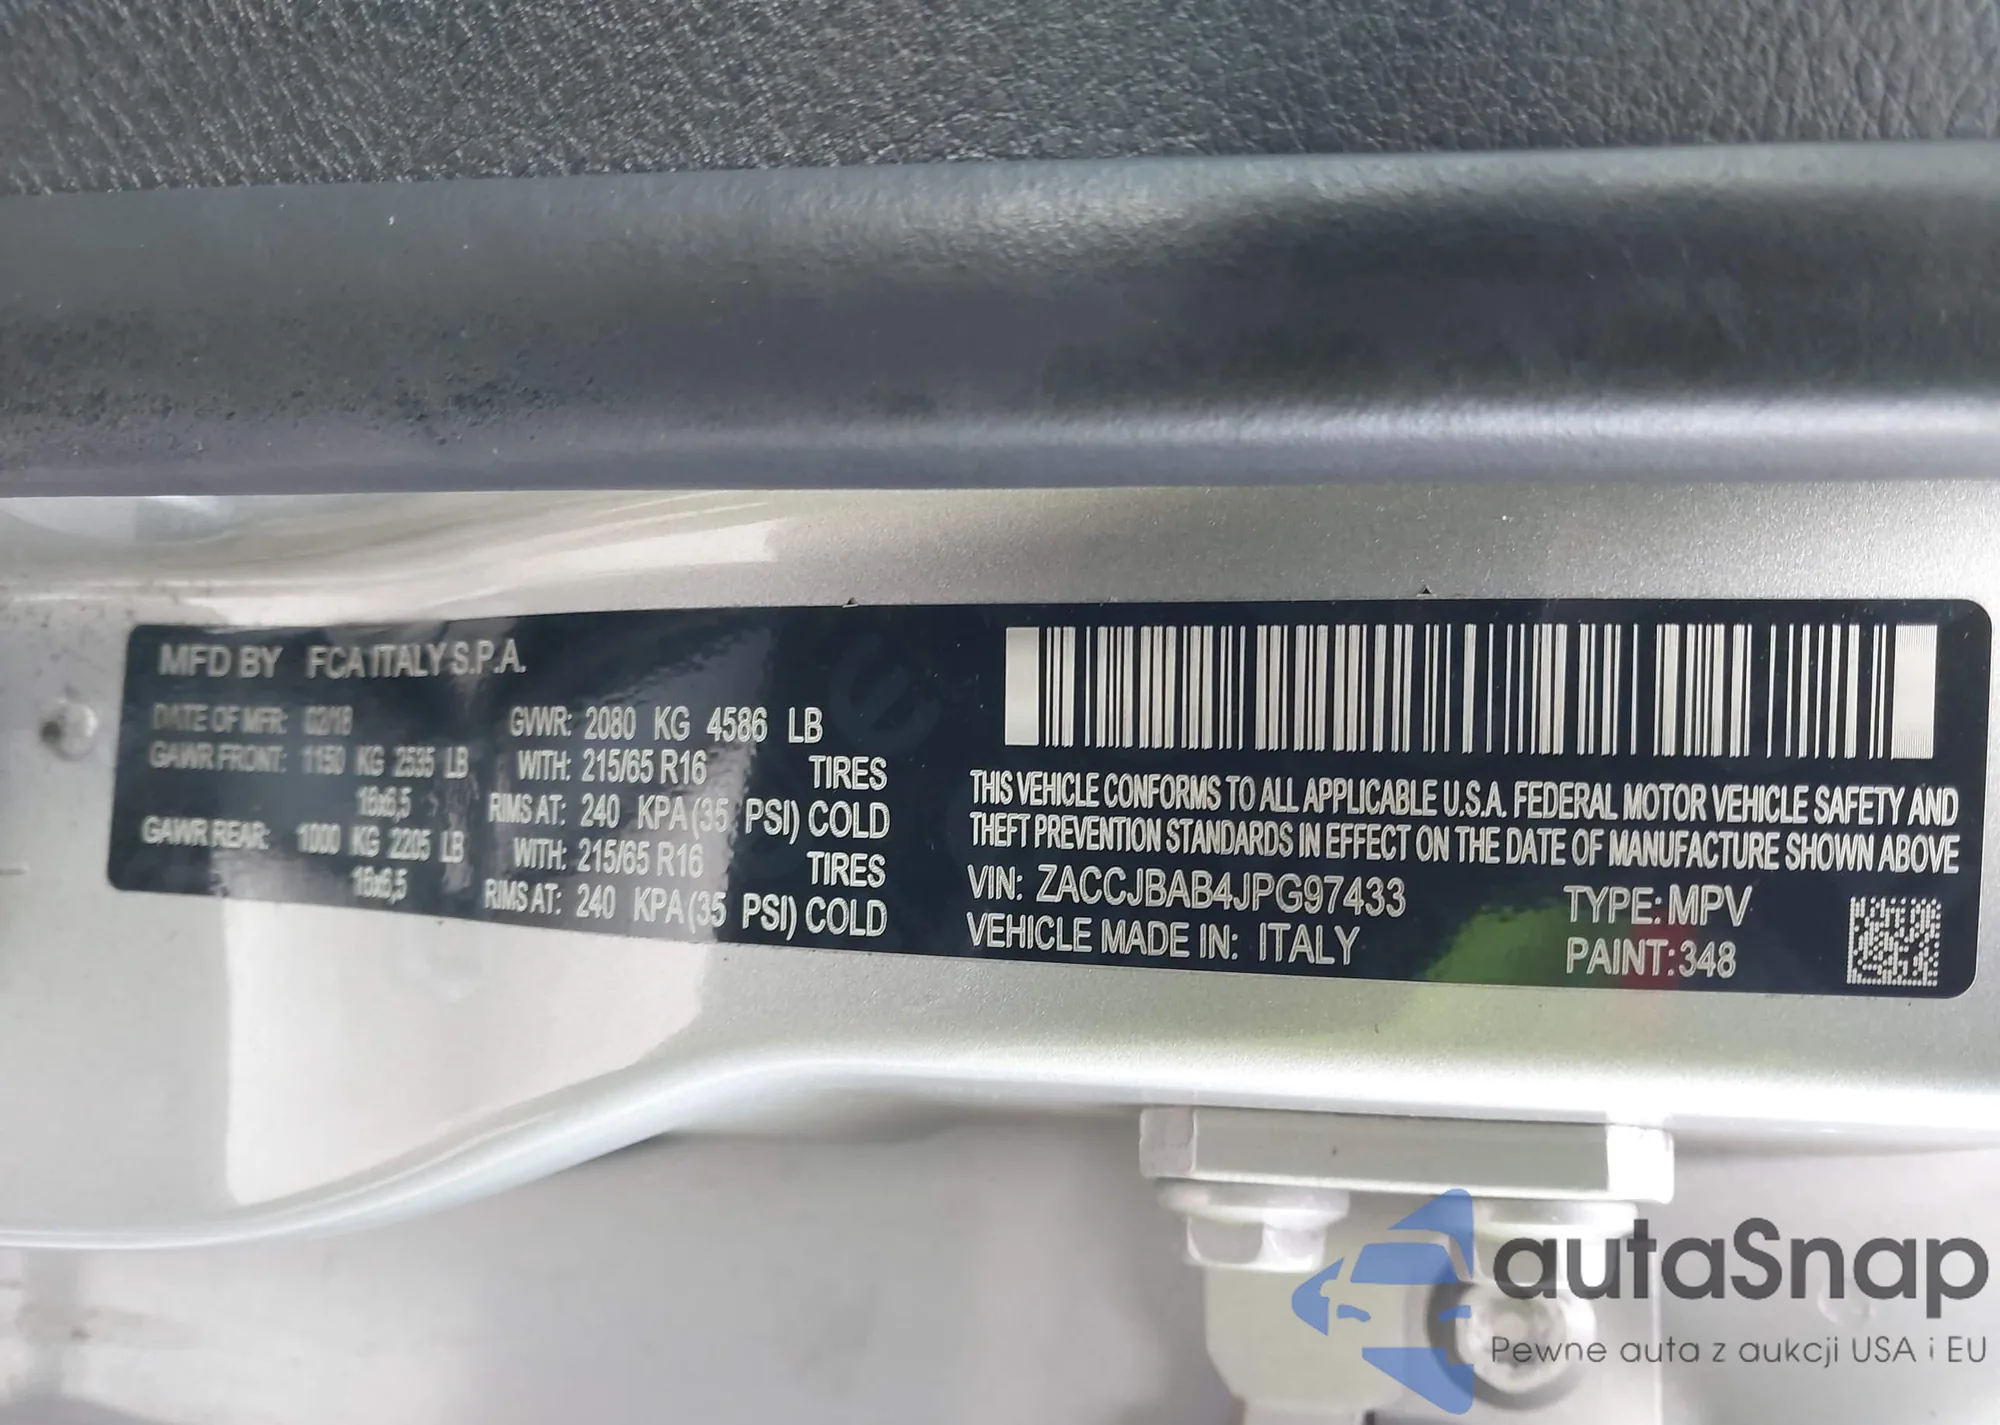 MFD BY FCA ITALY S.P.A.
DATE OF MFR: 02/18 GVWR: 2080 KG 4586 LB
GAWR FRONT: 1150 KG 2535 LB WITH: 215/65 R16 TIRES
16x6,5 RIMS AT: 240 KPA (35 PSI) COLD
GAWR REAR: 1000 KG 2205 LB WITH: 215/65 R16 TIRES
16x6,5 RIMS AT: 240 KPA (35 PSI) COLD
THIS VEHICLE CONFORMS TO ALL APPLICABLE U.S.A. FEDERAL MOTOR VEHICLE SAFETY AND
THEFT PREVENTION STANDARDS IN EFFECT ON THE DATE OF MANUFACTURE SHOWN ABOVE
VIN: ZACCJBAB4JPG97433 TYPE: MPV
VEHICLE MADE IN: ITALY PAINT: 348
autaSnap
Pewne auta z aukcji USA i EU